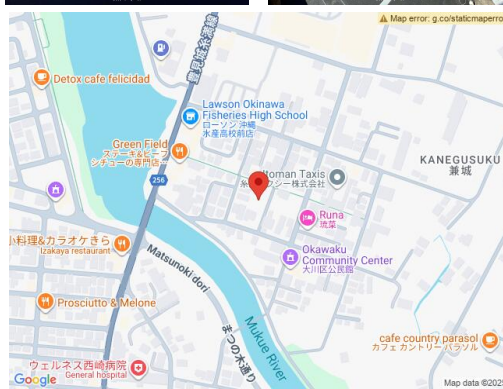 Map error: g.co/staticmaperro
豊見城糸満線
Detox cafe felicidad
Lawson Okinawa
Fisheries High School
ローソン 沖縄
水産高校前店
Green Field
ステーキ&ビーフ
シチューの専門店
KANEGUSUKU
兼城
256
toman Taxis
シー株式会社
Runa
琉菜
Okawaku
Community Center
大川区公民館
料理&カラオケきら
Izakaya restaurant
Matsunoki dori
まつの木通り
Mukue River
Prosciutto & Melone
cafe country parasol
カフェ カントリー パラソル
ウェルネス西崎病院
General hospital
Google
Map data ©202